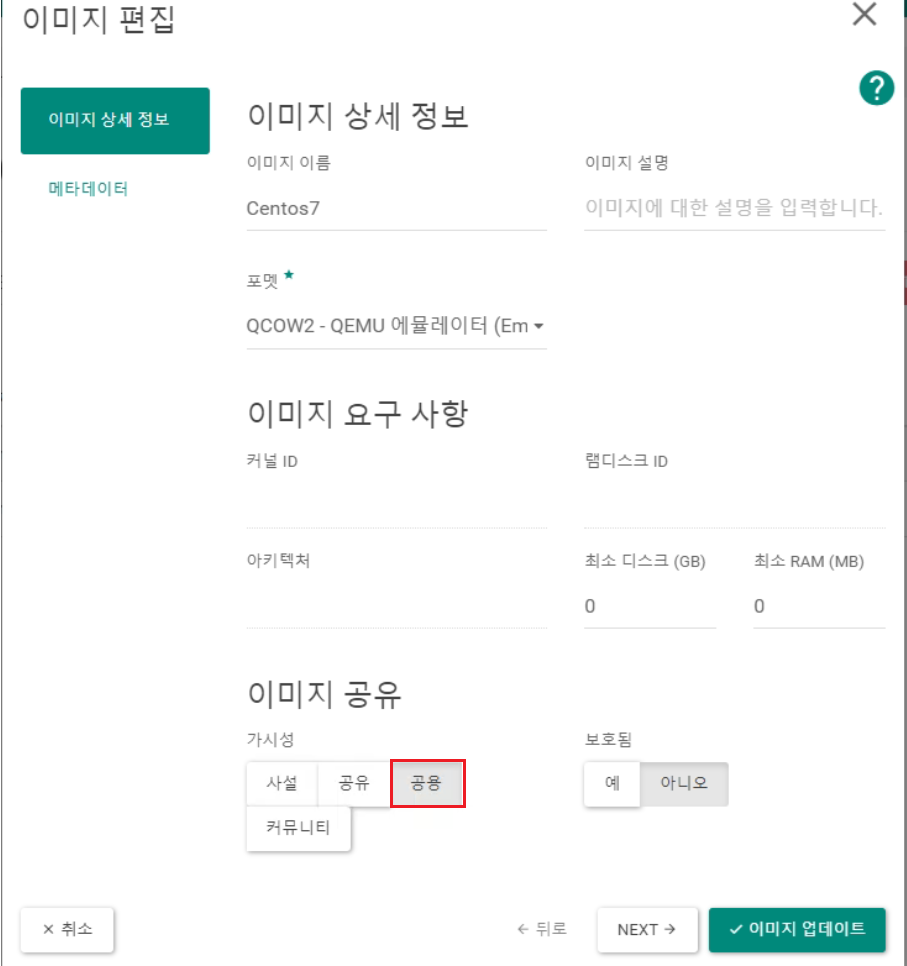 이미지 편집
이미지 상세 정보
메타데이터
?
이미지 상세 정보
이미지 이름 이미지 설명
Centos7 이미지에 대한 설명을 입력합니다.
포멧 *
QCOW2 - QEMU 에뮬레이터 (Em
이미지 요구 사항
커널 ID 램디스크 ID
아키텍처 최소 디스크 (GB) 최소 RAM (MB)
0 0
이미지 공유
가시성 보호됨
사설 공유 공용 예 아니오
커뮤니티
× 취소 ← 뒤로 NEXT → ✓ 이미지 업데이트